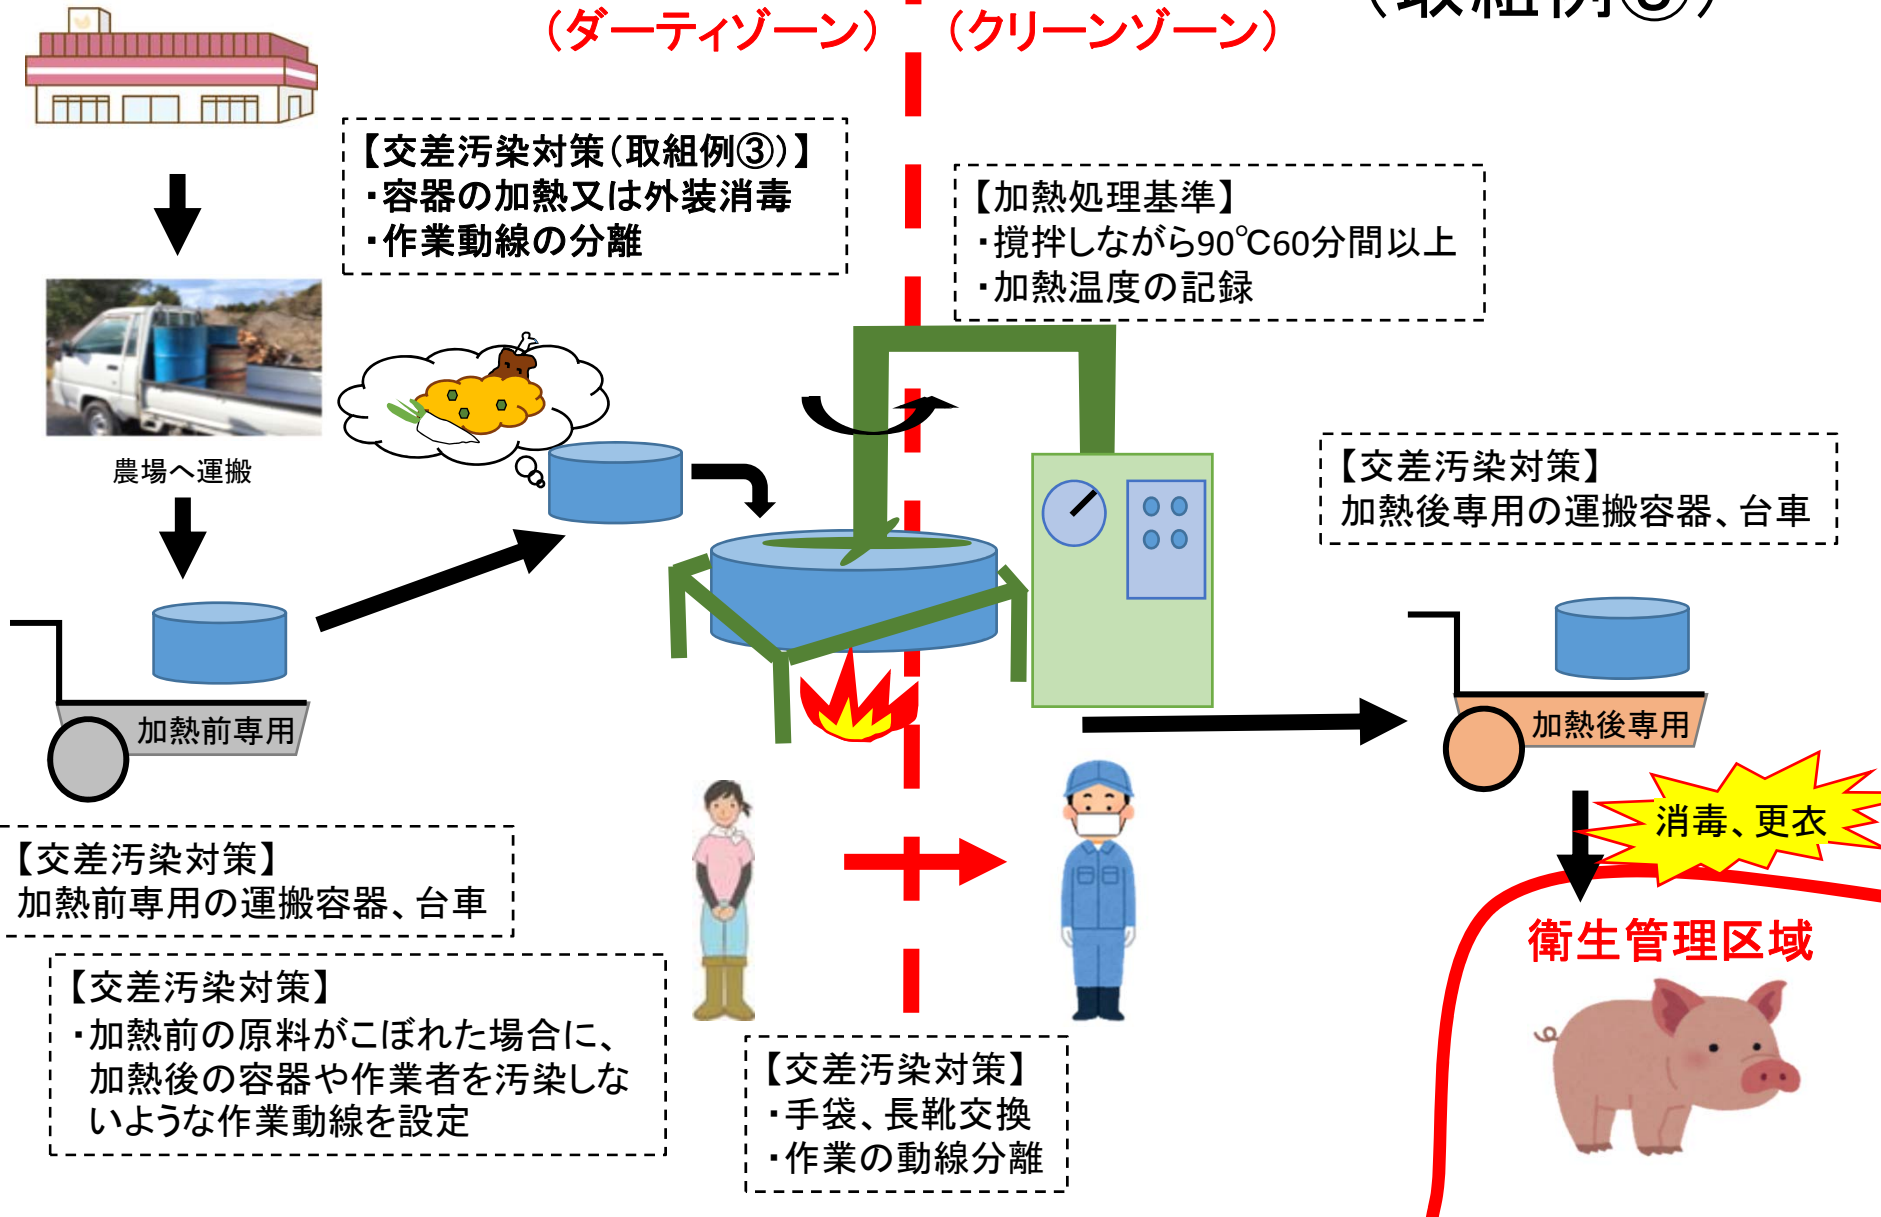 （ダーティゾーン）
（クリーンゾーン）
【交差汚染対策（取組例③）】
・容器の加熱又は外装消毒
・作業動線の分離
【加熱処理基準】
・撹拌しながら90℃60分間以上
・加熱温度の記録
農場へ運搬
【交差汚染対策】
加熱後専用の運搬容器、台車
加熱前専用
加熱後専用
消毒、更衣
【交差汚染対策】
加熱前専用の運搬容器、台車
衛生管理区域
【交差汚染対策】
・加熱前の原料がこぼれた場合に、
加熱後の容器や作業者を汚染しな
いような作業動線を設定
【交差汚染対策】
・手袋、長靴交換
・作業の動線分離